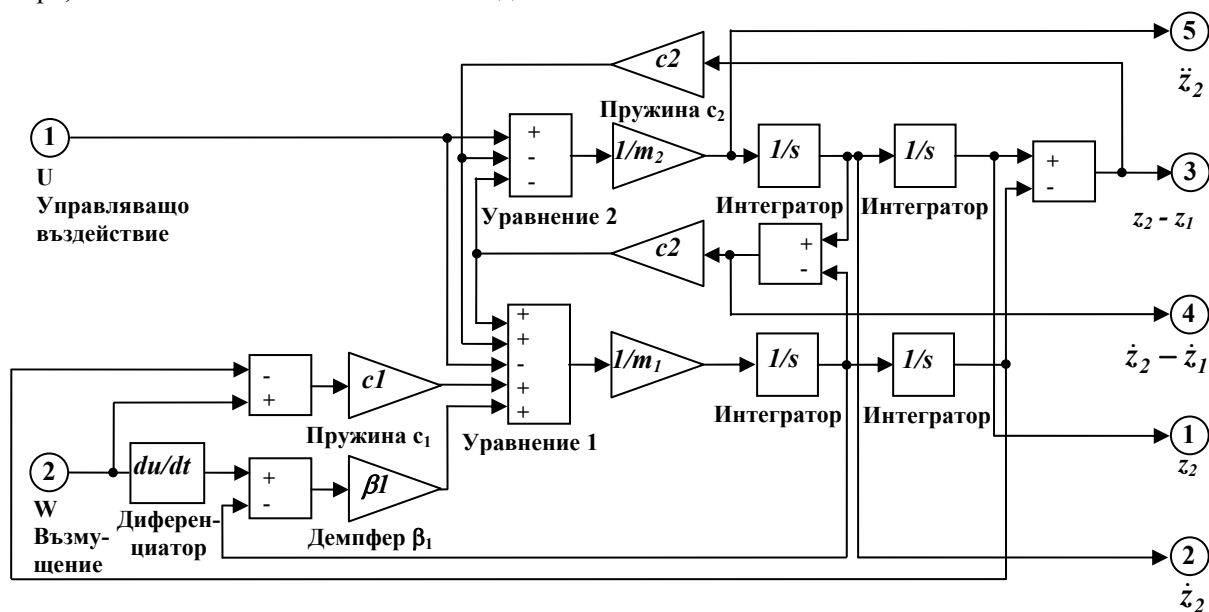 5
z̈₂
c2
Пружина c₂
1
U
Управляващо
въздействие
+
-
-
Уравнение 2
1/m₂
1/s
Интегратор
1/s
Интегратор
+
-
3
z₂ - z₁
c2
+
-
4
ż₂ – ż₁
+
+
-
+
+
Уравнение 1
1/m₁
1/s
Интегратор
1/s
Интегратор
-
+
c1
Пружина c₁
1
z₂
2
W
Възму-
щение
du/dt
Диферен-
циатор
+
-
β1
Демпфер β₁
2
ż₂